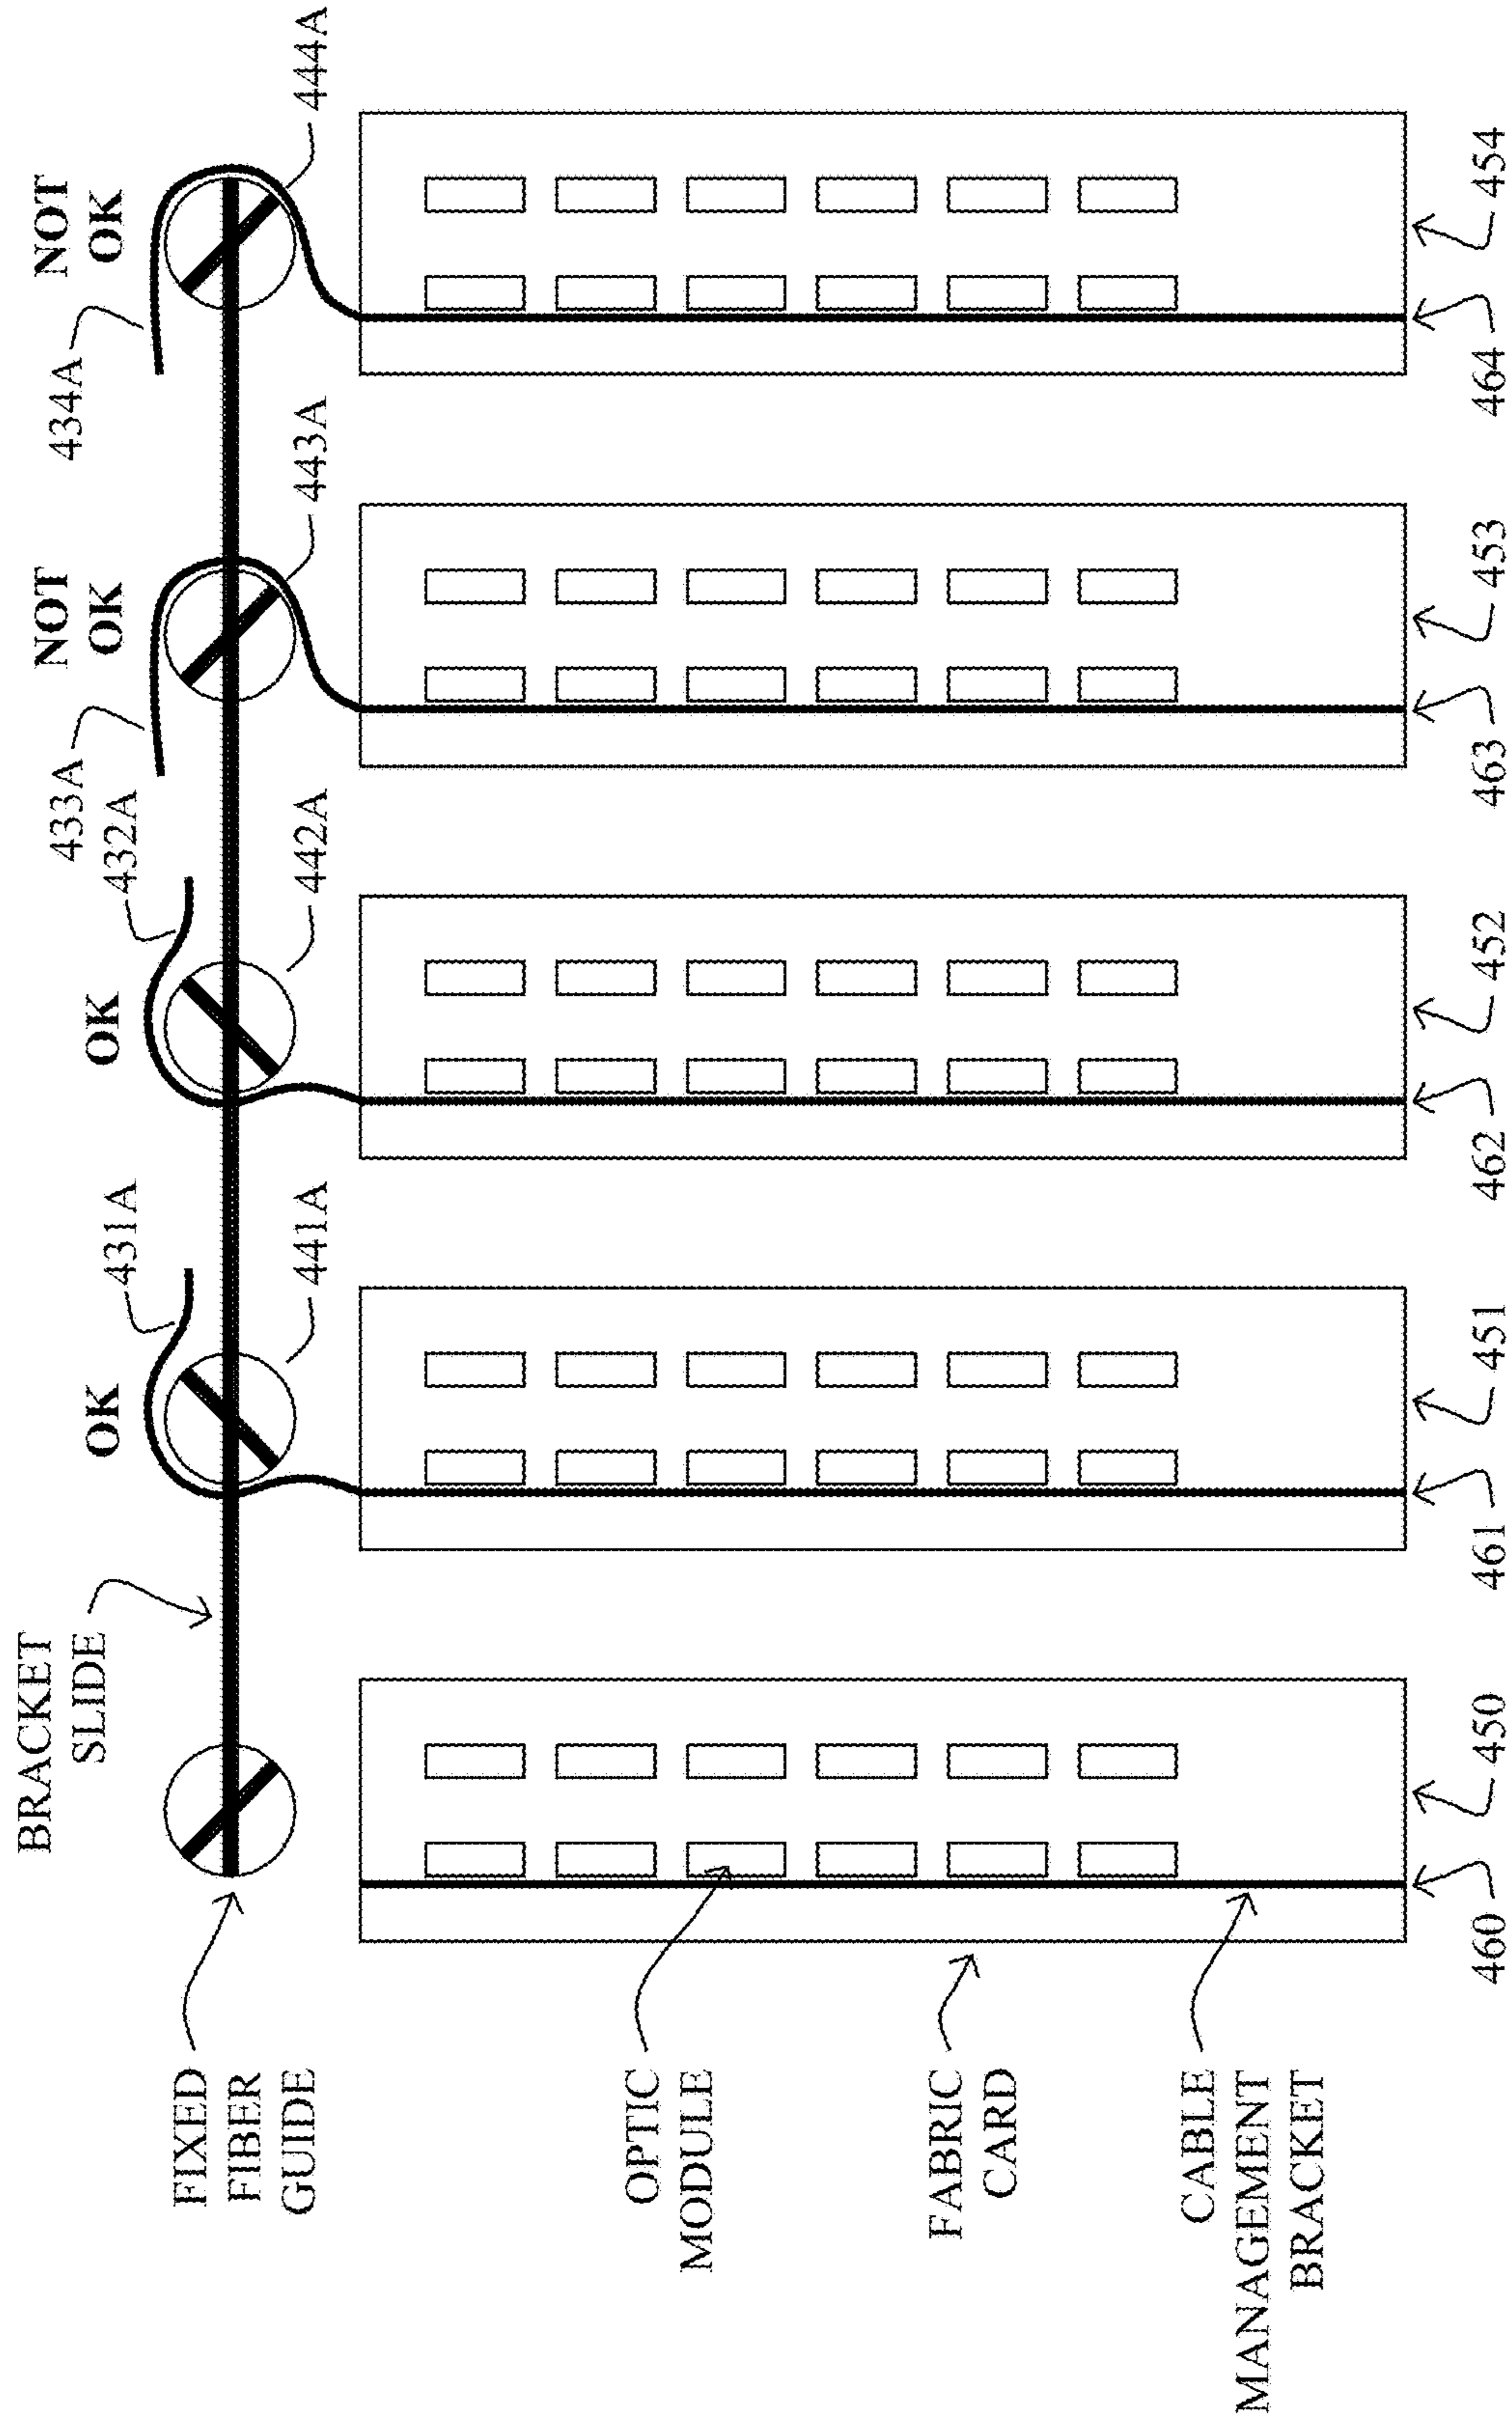 FIXED
FIBER
GUIDE
BRACKET
SLIDE
OK
431A
441A
OK
432A
442A
NOT
OK
433A
443A
NOT
OK
434A
444A
OPTIC
MODULE
FABRIC
CARD
CABLE
MANAGEMENT
BRACKET
460
450
461
451
462
452
463
453
464
454